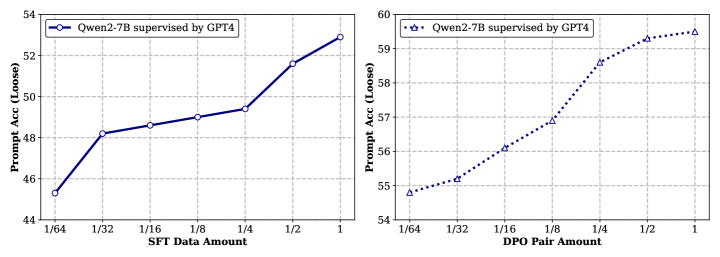 Qwen2-7B supervised by GPT4
Prompt Acc (Loose)
54
52
50
48
46
44
1/64 1/32 1/16 1/8 1/4 1/2 1
SFT Data Amount
Qwen2-7B supervised by GPT4
Prompt Acc (Loose)
60
59
58
57
56
55
54
1/64 1/32 1/16 1/8 1/4 1/2 1
DPO Pair Amount